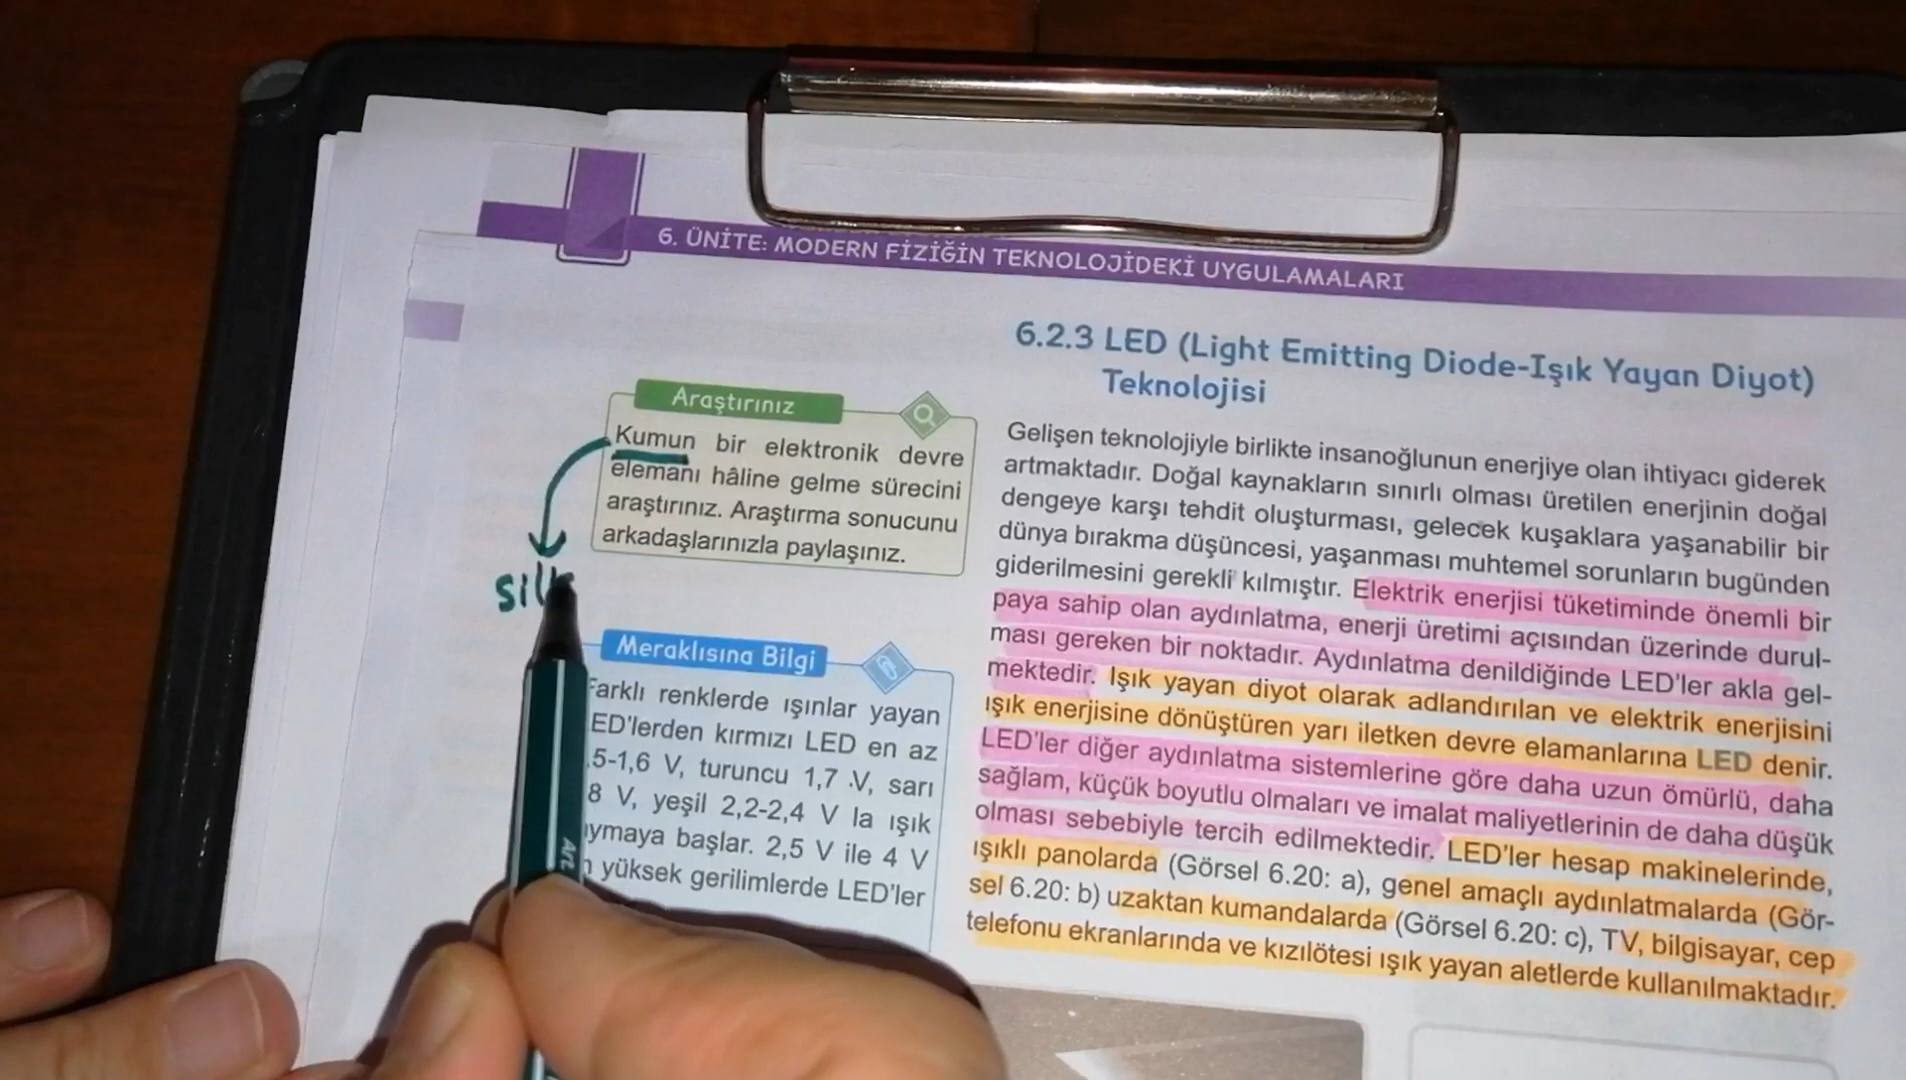 6. ÜNİTE: MODERN FİZİĞİN TEKNOLOJİDEKİ UYGULAMALARI
6.2.3 LED (Light Emitting Diode-Işık Yayan Diyot)
Teknolojisi
Araştırınız
Kumun bir elektronik devre
elemanı hâline gelme sürecini
araştırınız. Araştırma sonucunu
arkadaşlarınızla paylaşınız.
Meraklısına Bilgi
Farklı renklerde ışınlar yayan
ED'lerden kırmızı LED en az
5-1,6 V, turuncu 1,7 V, sarı
8 V, yeşil 2,2-2,4 V la ışık
ymaya başlar. 2,5 V ile 4 V
yüksek gerilimlerde LED'ler
Gelişen teknolojiyle birlikte insanoğlunun enerjiye olan ihtiyacı giderek
artmaktadır. Doğal kaynakların sınırlı olması üretilen enerjinin doğal
dengeye karşı tehdit oluşturması, gelecek kuşaklara yaşanabilir bir
dünya bırakma düşüncesi, yaşanması muhtemel sorunların bugünden
giderilmesini gerekli kılmıştır. Elektrik enerjisi tüketiminde önemli bir
paya sahip olan aydınlatma, enerji üretimi açısından üzerinde durul-
ması gereken bir noktadır. Aydınlatma denildiğinde LED'ler akla gel-
mektedir. Işık yayan diyot olarak adlandırılan ve elektrik enerjisini
ışık enerjisine dönüştüren yarı iletken devre elamanlarına LED denir.
LED'ler diğer aydınlatma sistemlerine göre daha uzun ömürlü, daha
sağlam, küçük boyutlu olmaları ve imalat maliyetlerinin de daha düşük
olması sebebiyle tercih edilmektedir. LED'ler hesap makinelerinde,
ışıklı panolarda (Görsel 6.20: a), genel amaçlı aydınlatmalarda (Gör-
sel 6.20: b) uzaktan kumandalarda (Görsel 6.20: c), TV, bilgisayar, cep
telefonu ekranlarında ve kızılötesi ışık yayan aletlerde kullanılmaktadır.